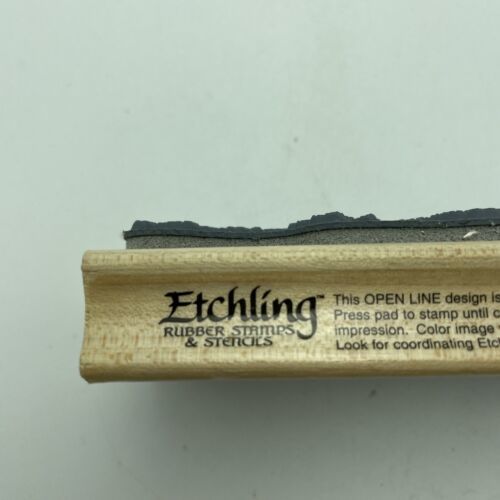 Etchling™
RUBBER STAMPS
& STENCILS
This OPEN LINE design is
Press pad to stamp until
impression. Color image
Look for coordinating